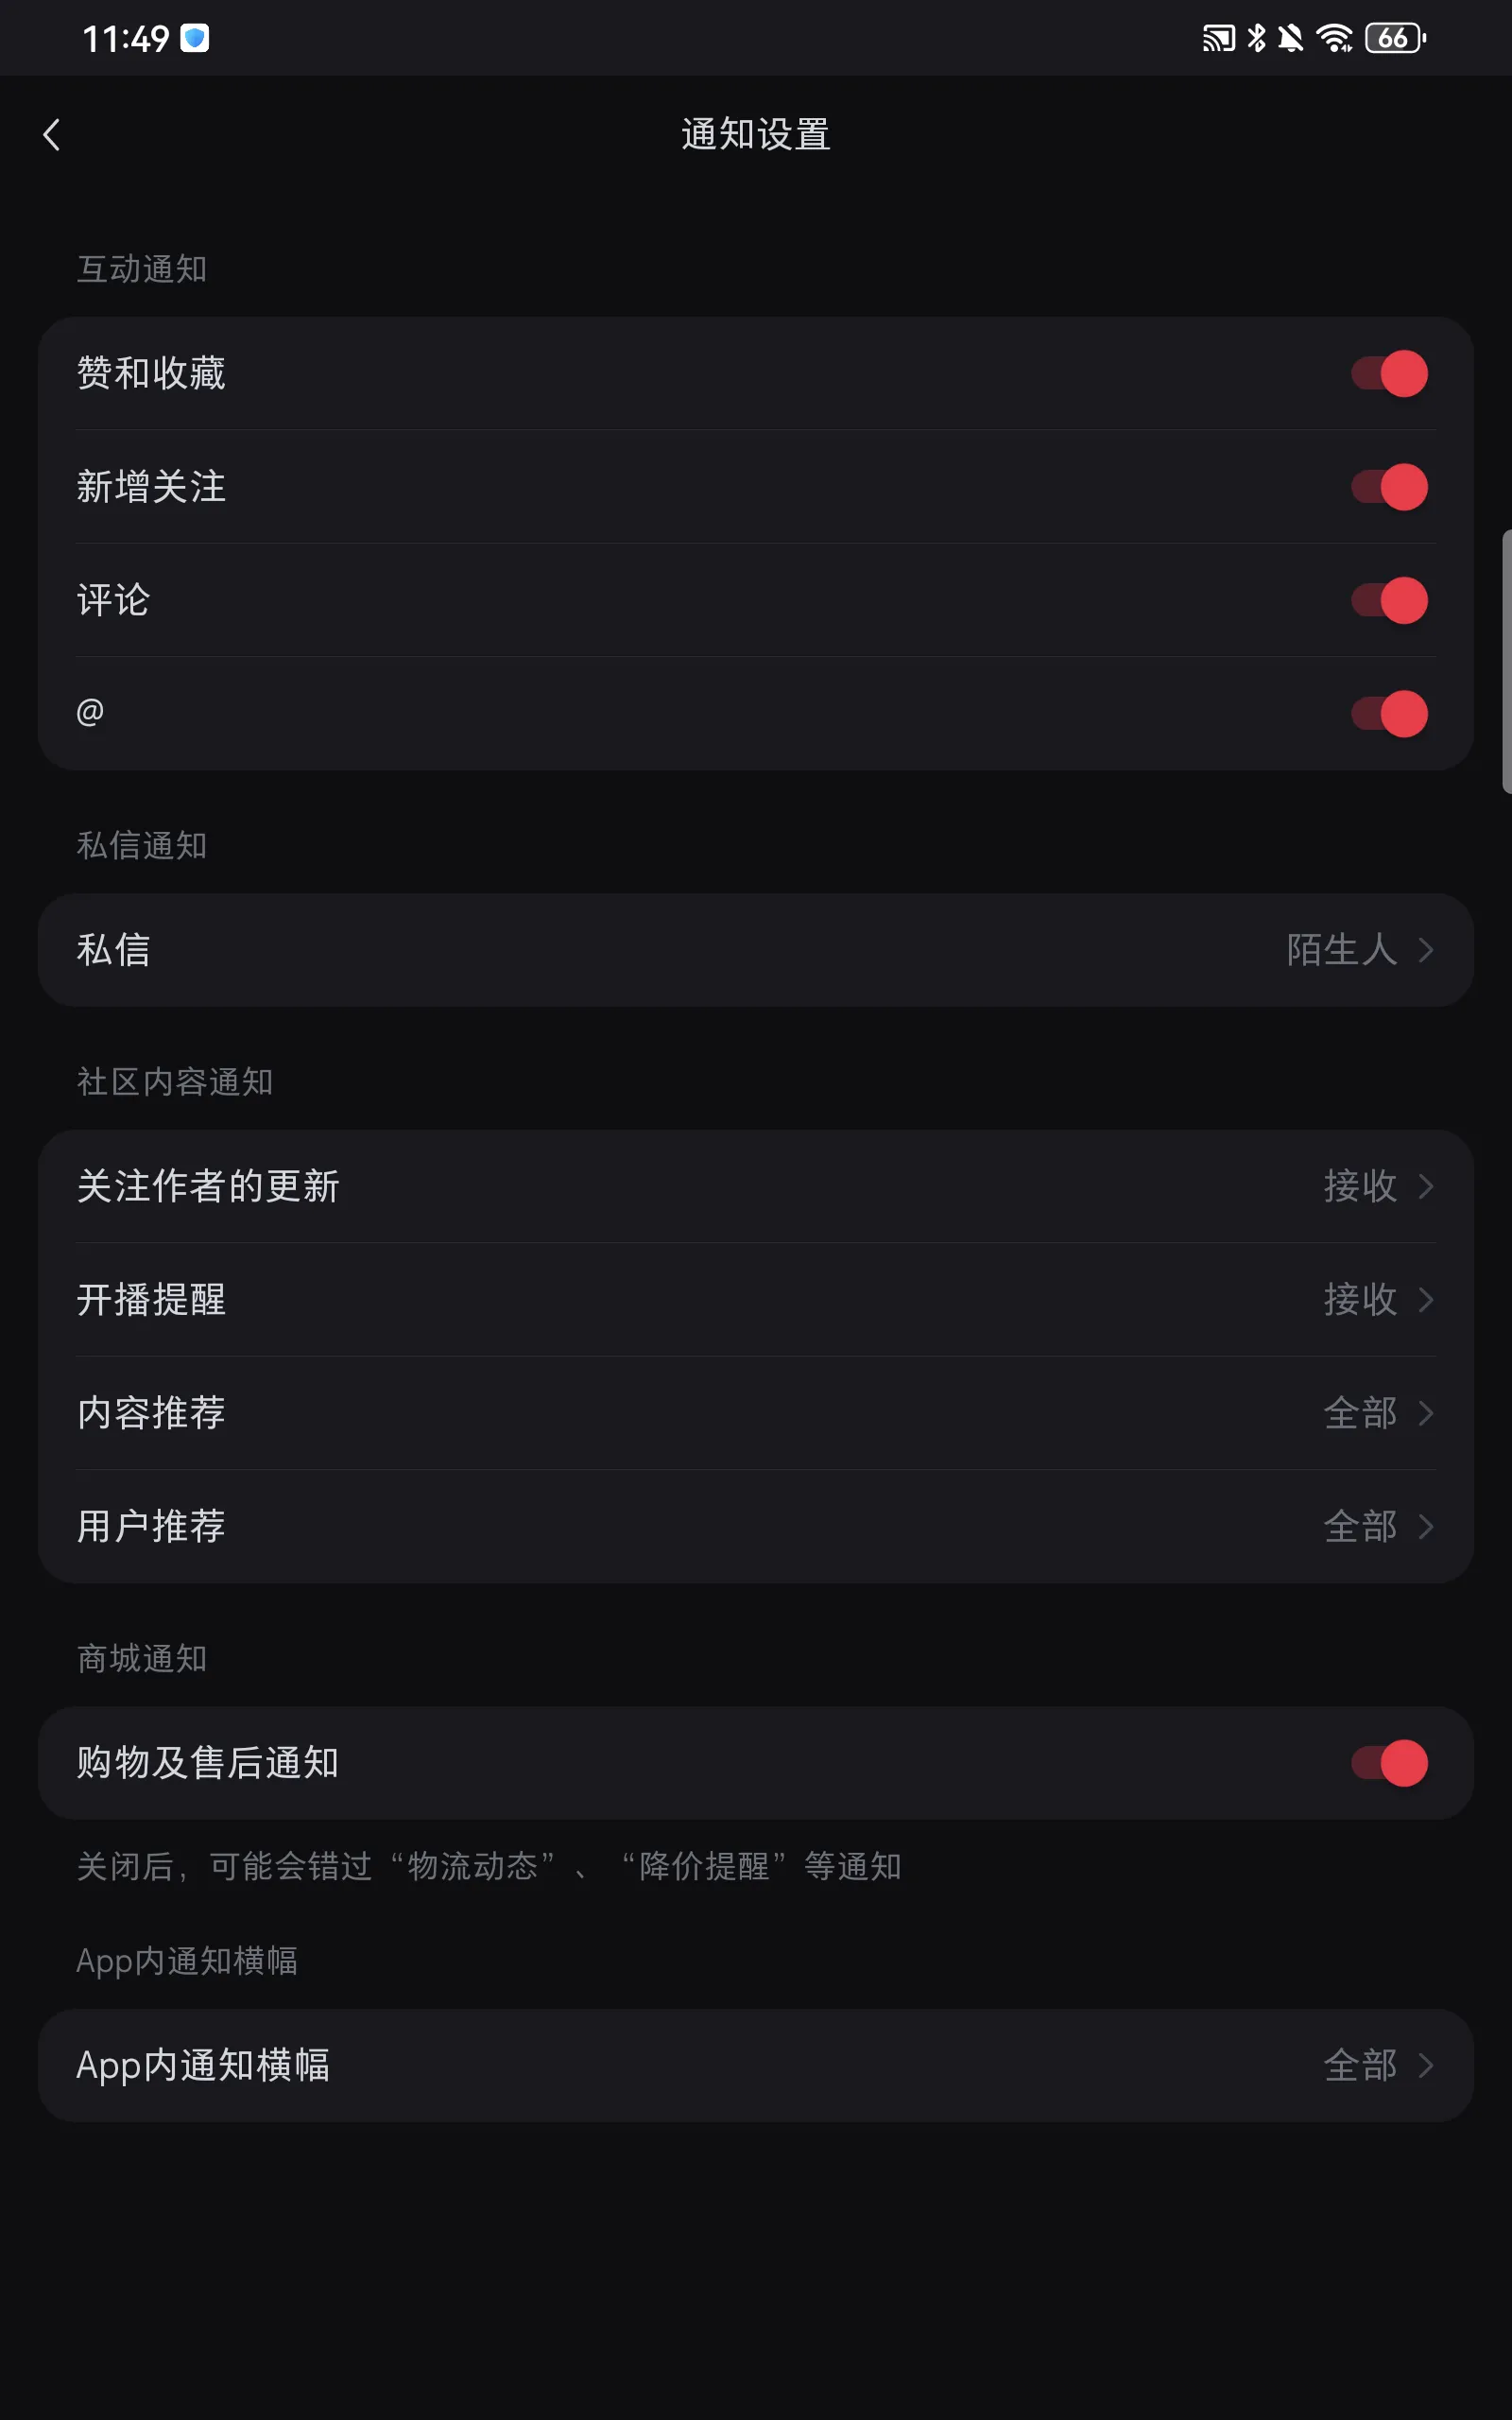 11:49
66
通知设置
互动通知
赞和收藏
新增关注
评论
@
私信通知
私信 陌生人
社区内容通知
关注作者的更新 接收
开播提醒 接收
内容推荐 全部
用户推荐 全部
商城通知
购物及售后通知
关闭后，可能会错过“物流动态”、“降价提醒”等通知
App内通知横幅
App内通知横幅 全部